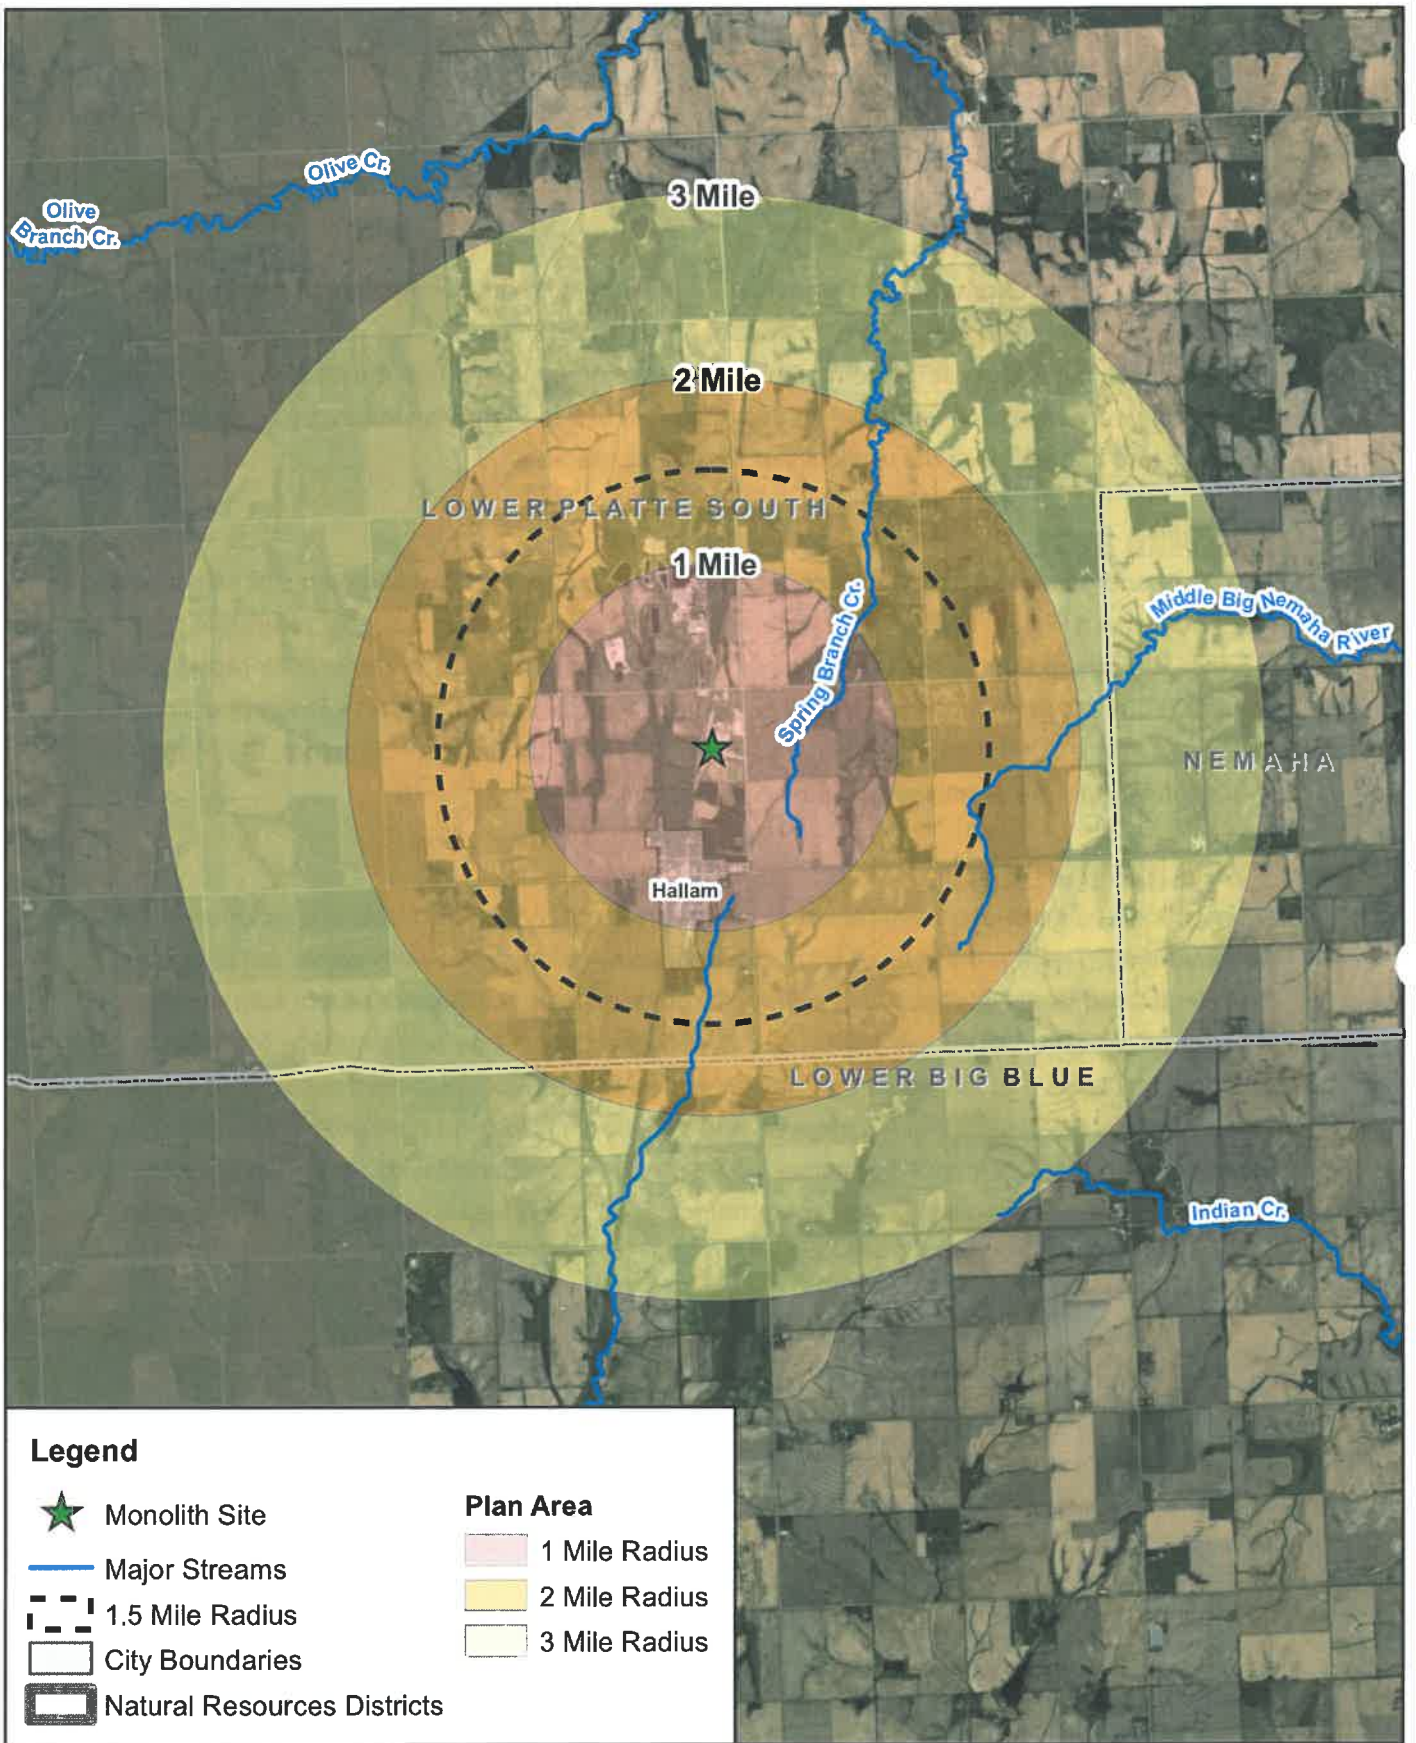 Olive Cr.
Olive
Branch Cr.
3 Mile
2 Mile
LOWER PLATTE SOUTH
1 Mile
Spring Branch Cr.
Middle Big Nemaha River
NEMAHA
Hallam
LOWER BIG BLUE
Indian Cr.
Legend
Monolith Site
Major Streams
1.5 Mile Radius
City Boundaries
Natural Resources Districts
Plan Area
1 Mile Radius
2 Mile Radius
3 Mile Radius